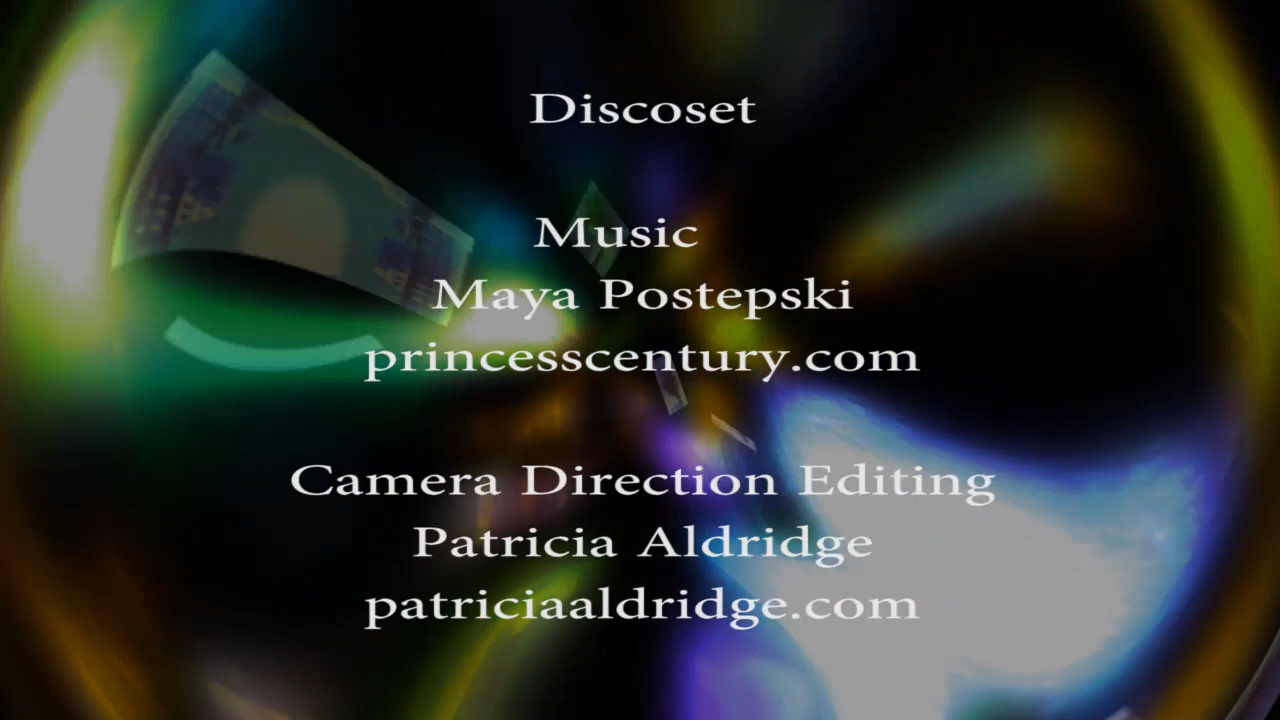 Discoset
Music
Maya Postepski
princesscentury.com
Camera Direction Editing
Patricia Aldridge
patriciaaldridge.com